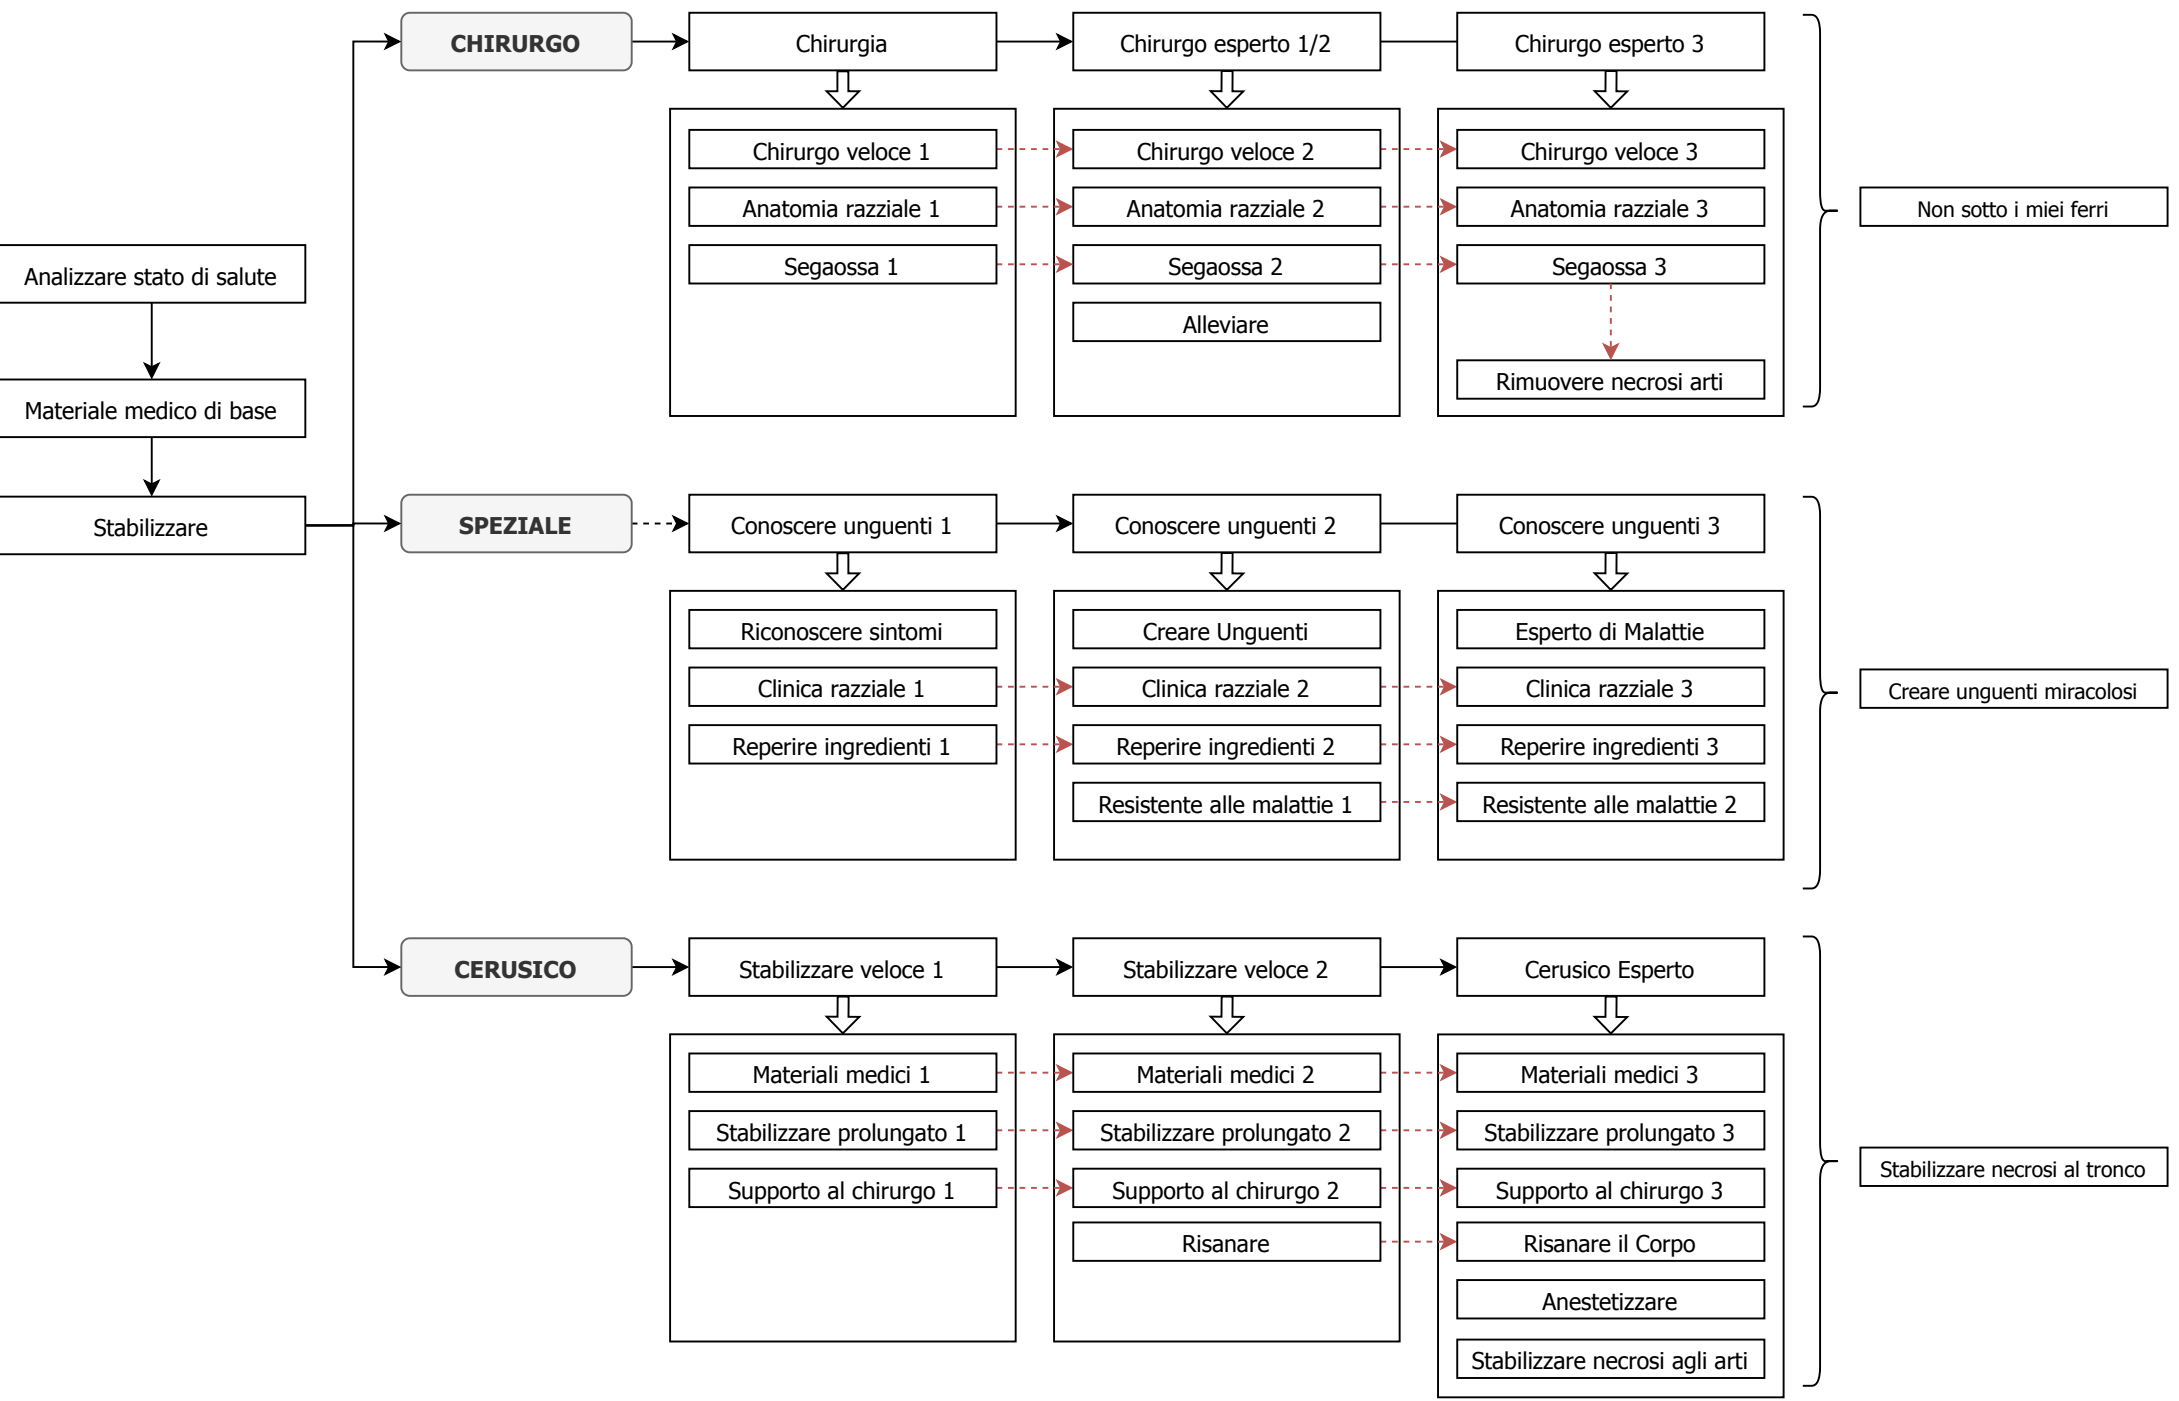 CHIRURGO
Chirurgia
Chirurgo esperto 1/2
Chirurgo esperto 3
Chirurgo veloce 1
Chirurgo veloce 2
Chirurgo veloce 3
Anatomia razziale 1
Anatomia razziale 2
Anatomia razziale 3
Non sotto i miei ferri
Segaossa 1
Segaossa 2
Segaossa 3
Analizzare stato di salute
Alleviare
Rimuovere necrosi arti
Materiale medico di base
Stabilizzare
SPEZIALE
Conoscere unguenti 1
Conoscere unguenti 2
Conoscere unguenti 3
Riconoscere sintomi
Creare Unguenti
Esperto di Malattie
Clinica razziale 1
Clinica razziale 2
Clinica razziale 3
Creare unguenti miracolosi
Reperire ingredienti 1
Reperire ingredienti 2
Reperire ingredienti 3
Resistente alle malattie 1
Resistente alle malattie 2
CERUSICO
Stabilizzare veloce 1
Stabilizzare veloce 2
Cerusico Esperto
Materiali medici 1
Materiali medici 2
Materiali medici 3
Stabilizzare prolungato 1
Stabilizzare prolungato 2
Stabilizzare prolungato 3
Stabilizzare necrosi al tronco
Supporto al chirurgo 1
Supporto al chirurgo 2
Supporto al chirurgo 3
Risanare
Risanare il Corpo
Anestetizzare
Stabilizzare necrosi agli arti